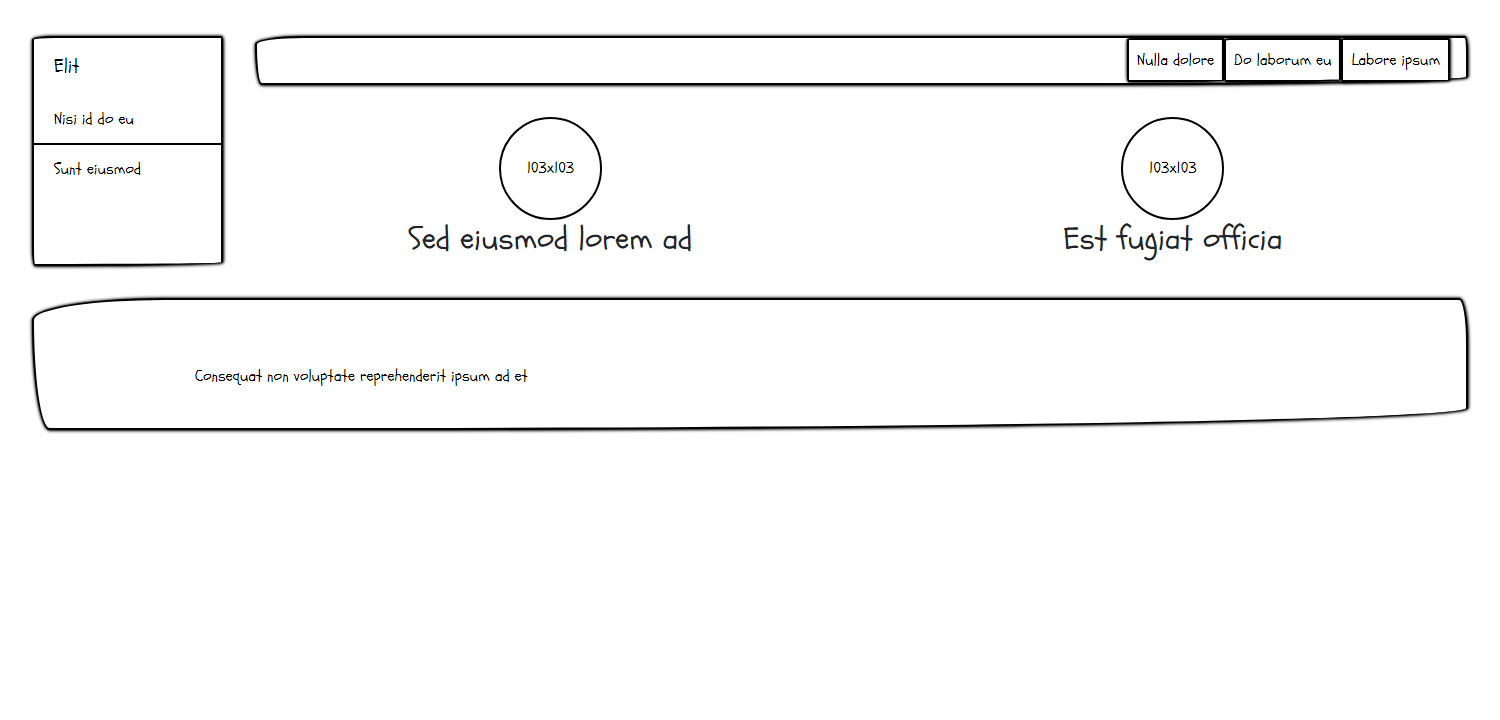 Elit
Nisi id do eu
Sunt eiusmod
Nulla dolore
Do laborum eu
Labore ipsum
103x103
Sed eiusmod lorem ad
103x103
Est fugiat officia
Consequat non voluptate reprehenderit ipsum ad et